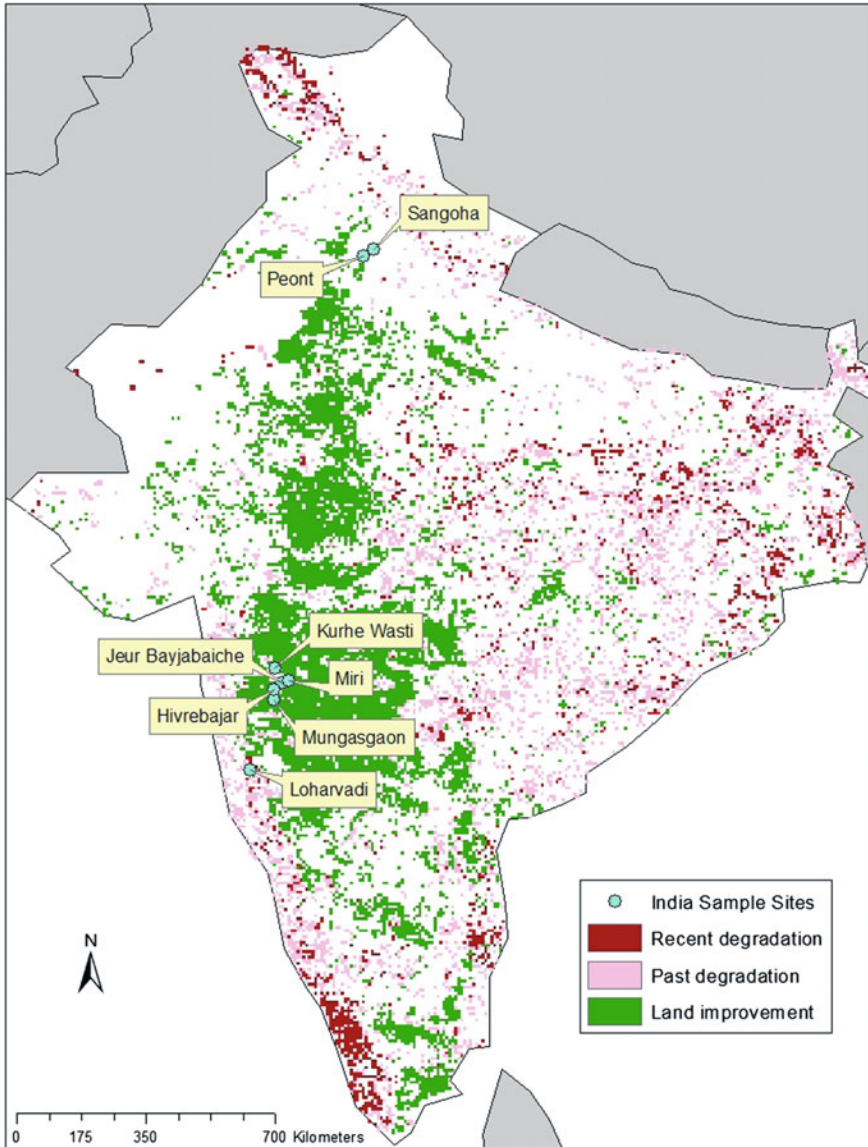 Sangoha
Peont
Kurhe Wasti
Jeur Bayjabaiche
Miri
Hivrebajar
Mungasgaon
Loharvadi
India Sample Sites
Recent degradation
Past degradation
Land improvement
N
0 175 350 700 Kilometers